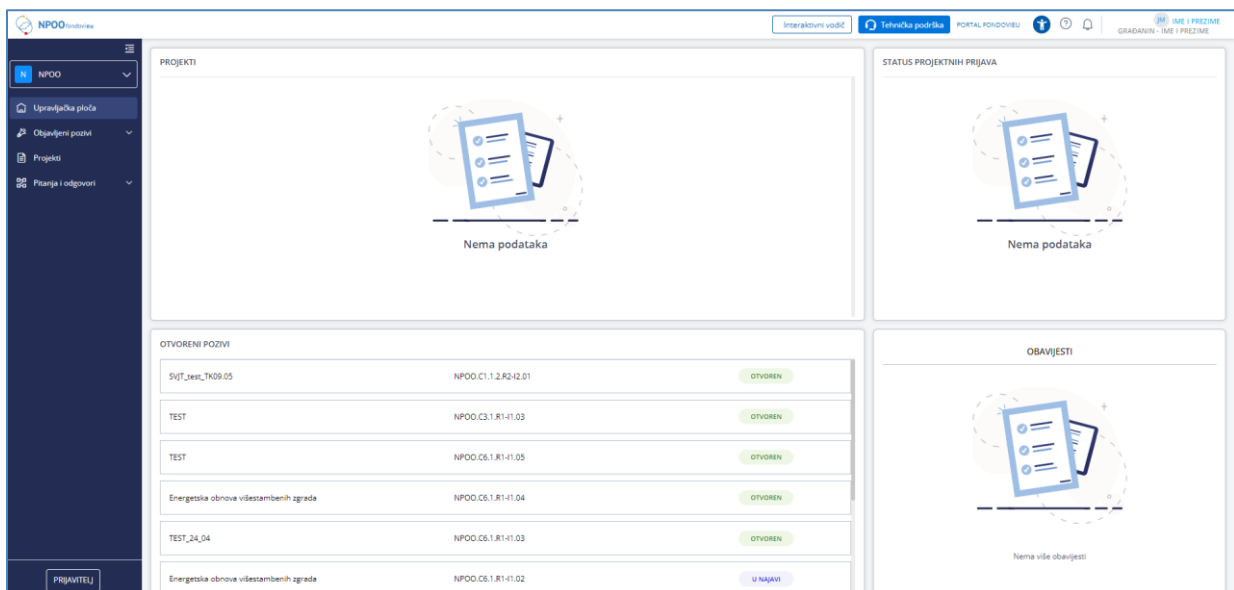 NPOO fondovieu
Interaktivni vodič
Tehnička podrška
PORTAL FONDOVIEU
JM
IME I PREZIME
GRAĐANIN - IME I PREZIME
N NPOO
Upravljačka ploča
Objavljeni pozivi
Projekti
Pitanja i odgovori
PRIJAVITELJ
PROJEKTI
Nema podataka
STATUS PROJEKTNIH PRIJAVA
Nema podataka
OTVORENI POZIVI
SVJT_test_TK09.05 NPOO.C1.1.2.R2-I2.01 OTVOREN
TEST NPOO.C3.1.R1-I1.03 OTVOREN
TEST NPOO.C6.1.R1-I1.05 OTVOREN
Energetska obnova višestambenih zgrada NPOO.C6.1.R1-I1.04 OTVOREN
TEST_24_04 NPOO.C6.1.R1-I1.03 OTVOREN
Energetska obnova višestambenih zgrada NPOO.C6.1.R1-I1.02 U NAJAVI
OBAVIJESTI
Nema više obavijesti